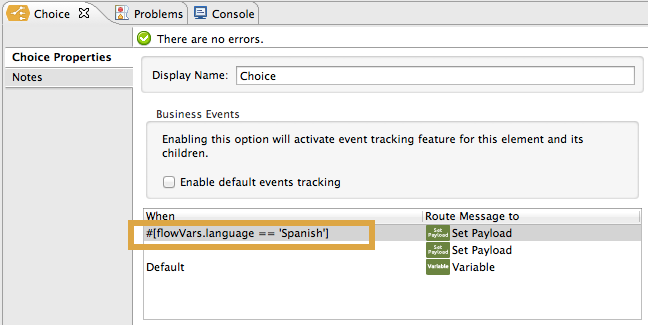 Choice Problems Console
There are no errors.
Choice Properties
Notes
Display Name: Choice
Business Events
Enabling this option will activate event tracking feature for this element and its
children.
Enable default events tracking
When Route Message to
#[flowVars.language == 'Spanish'] Set Payload Set Payload
Set Payload Set Payload
Default Variable Variable